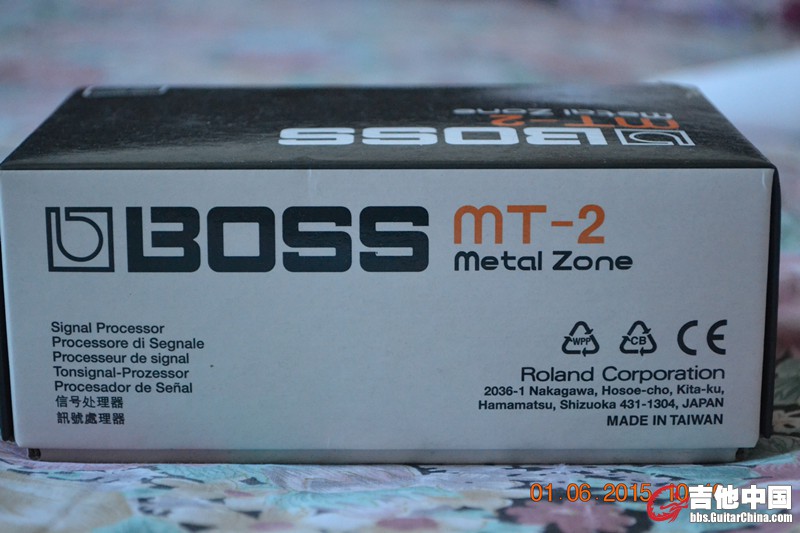 Metal Zone
MT-2
BOSS
BOSS
MT-2
Metal Zone
Signal Processor
Processore di Segnale
Processeur de signal
Tonsignal-Prozessor
Procesador de Señal
信号处理器
訊號處理器
WPP
CB
CE
Roland Corporation
2036-1 Nakagawa, Hosoe-cho, Kita-ku,
Hamamatsu, Shizuoka 431-1304, JAPAN
MADE IN TAIWAN
01.06.2015 10
吉他中国
bbs.GuitarChina.com